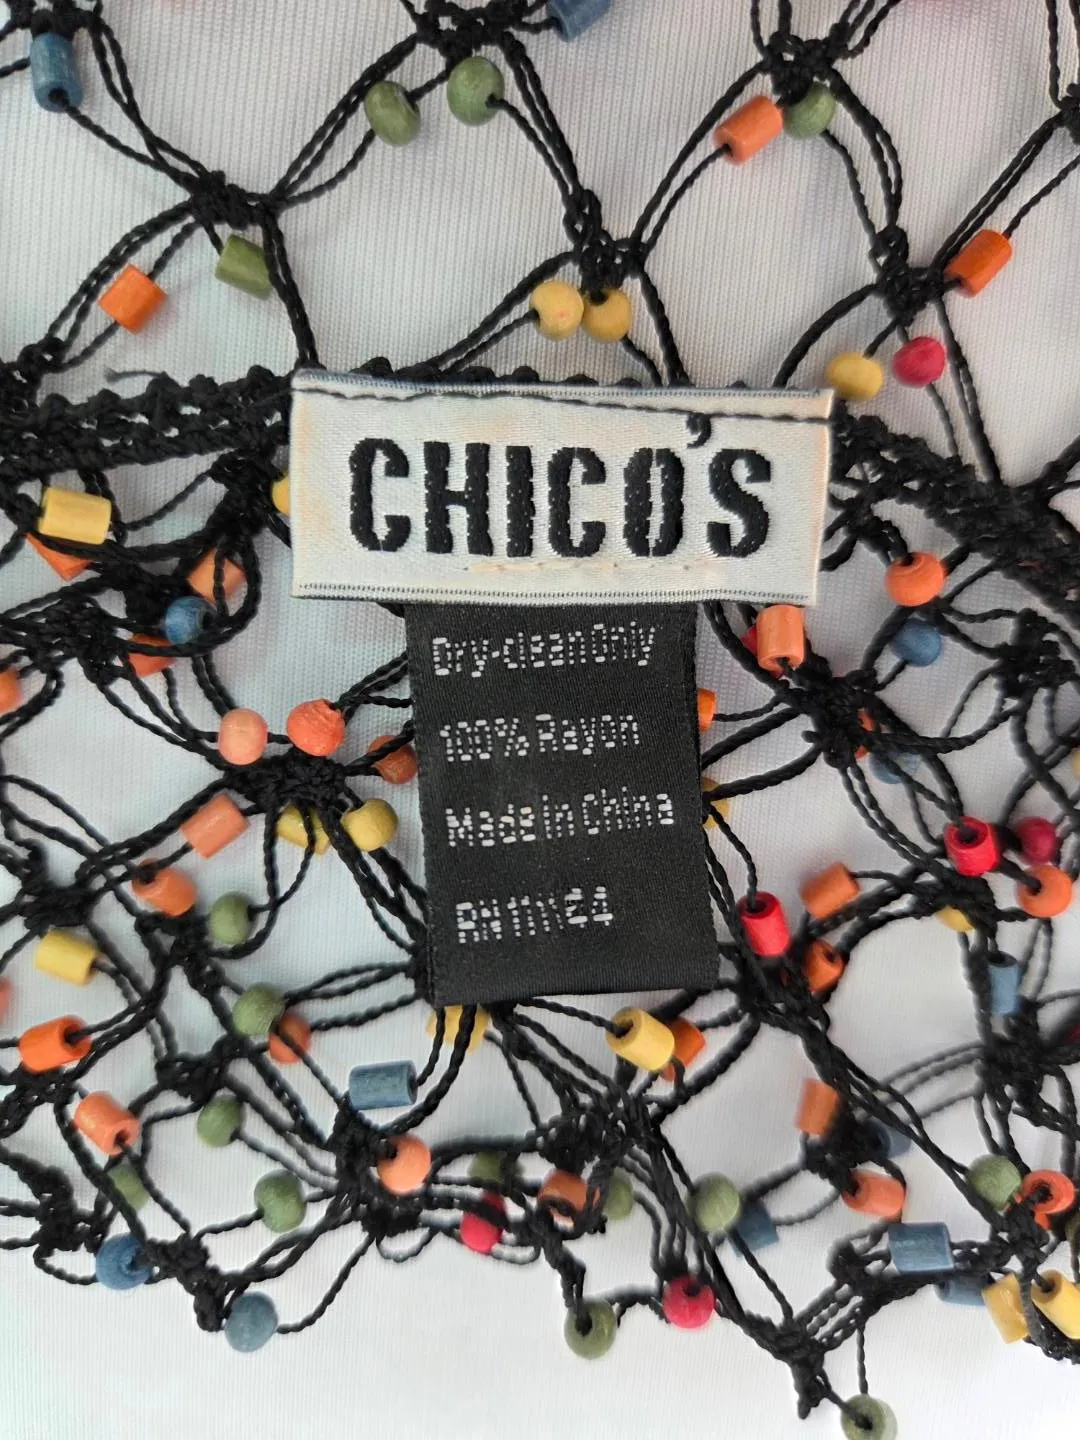 CHICO'S
Dry-clean Only
100% Rayon
Made in China
RN 111124